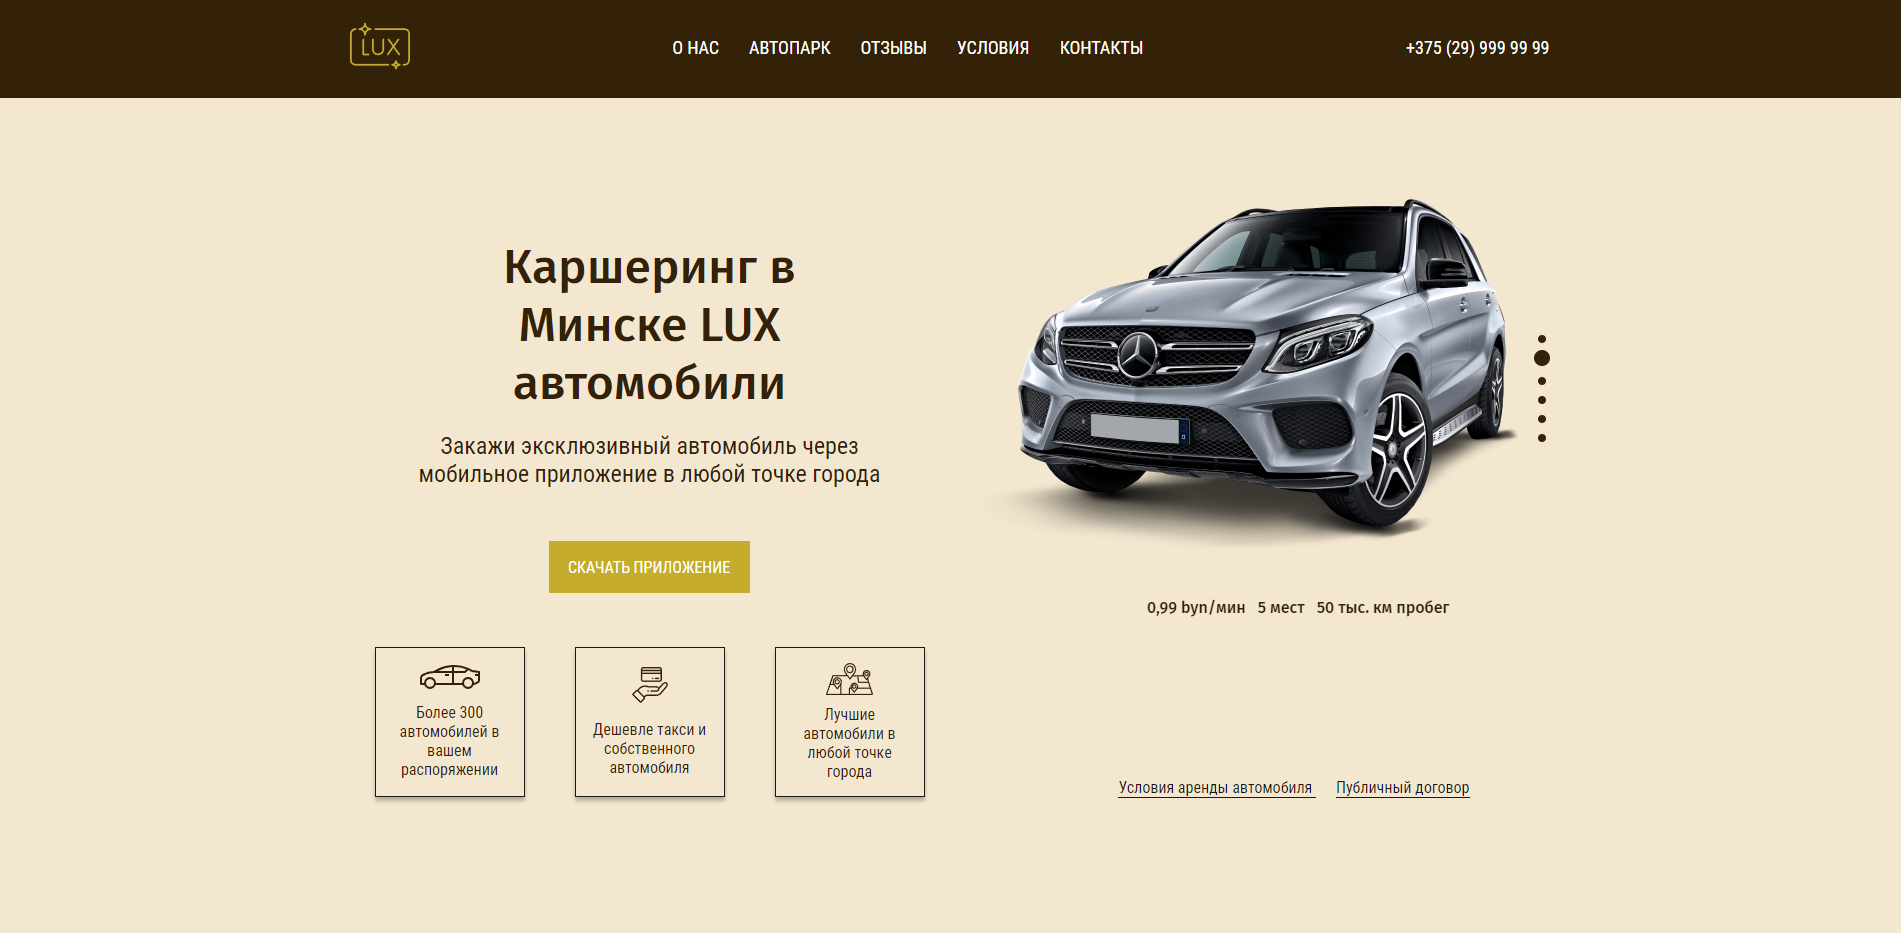 LUX
О НАС АВТОПАРК ОТЗЫВЫ УСЛОВИЯ КОНТАКТЫ
+375 (29) 999 99 99
Каршеринг в
Минске LUX
автомобили
Закажи эксклюзивный автомобиль через
мобильное приложение в любой точке города
СКАЧАТЬ ПРИЛОЖЕНИЕ
Более 300
автомобилей в
вашем
распоряжении
Дешевле такси и
собственного
автомобиля
Лучшие
автомобили в
любой точке
города
0,99 byn/мин 5 мест 50 тыс. км пробег
Условия аренды автомобиля Публичный договор